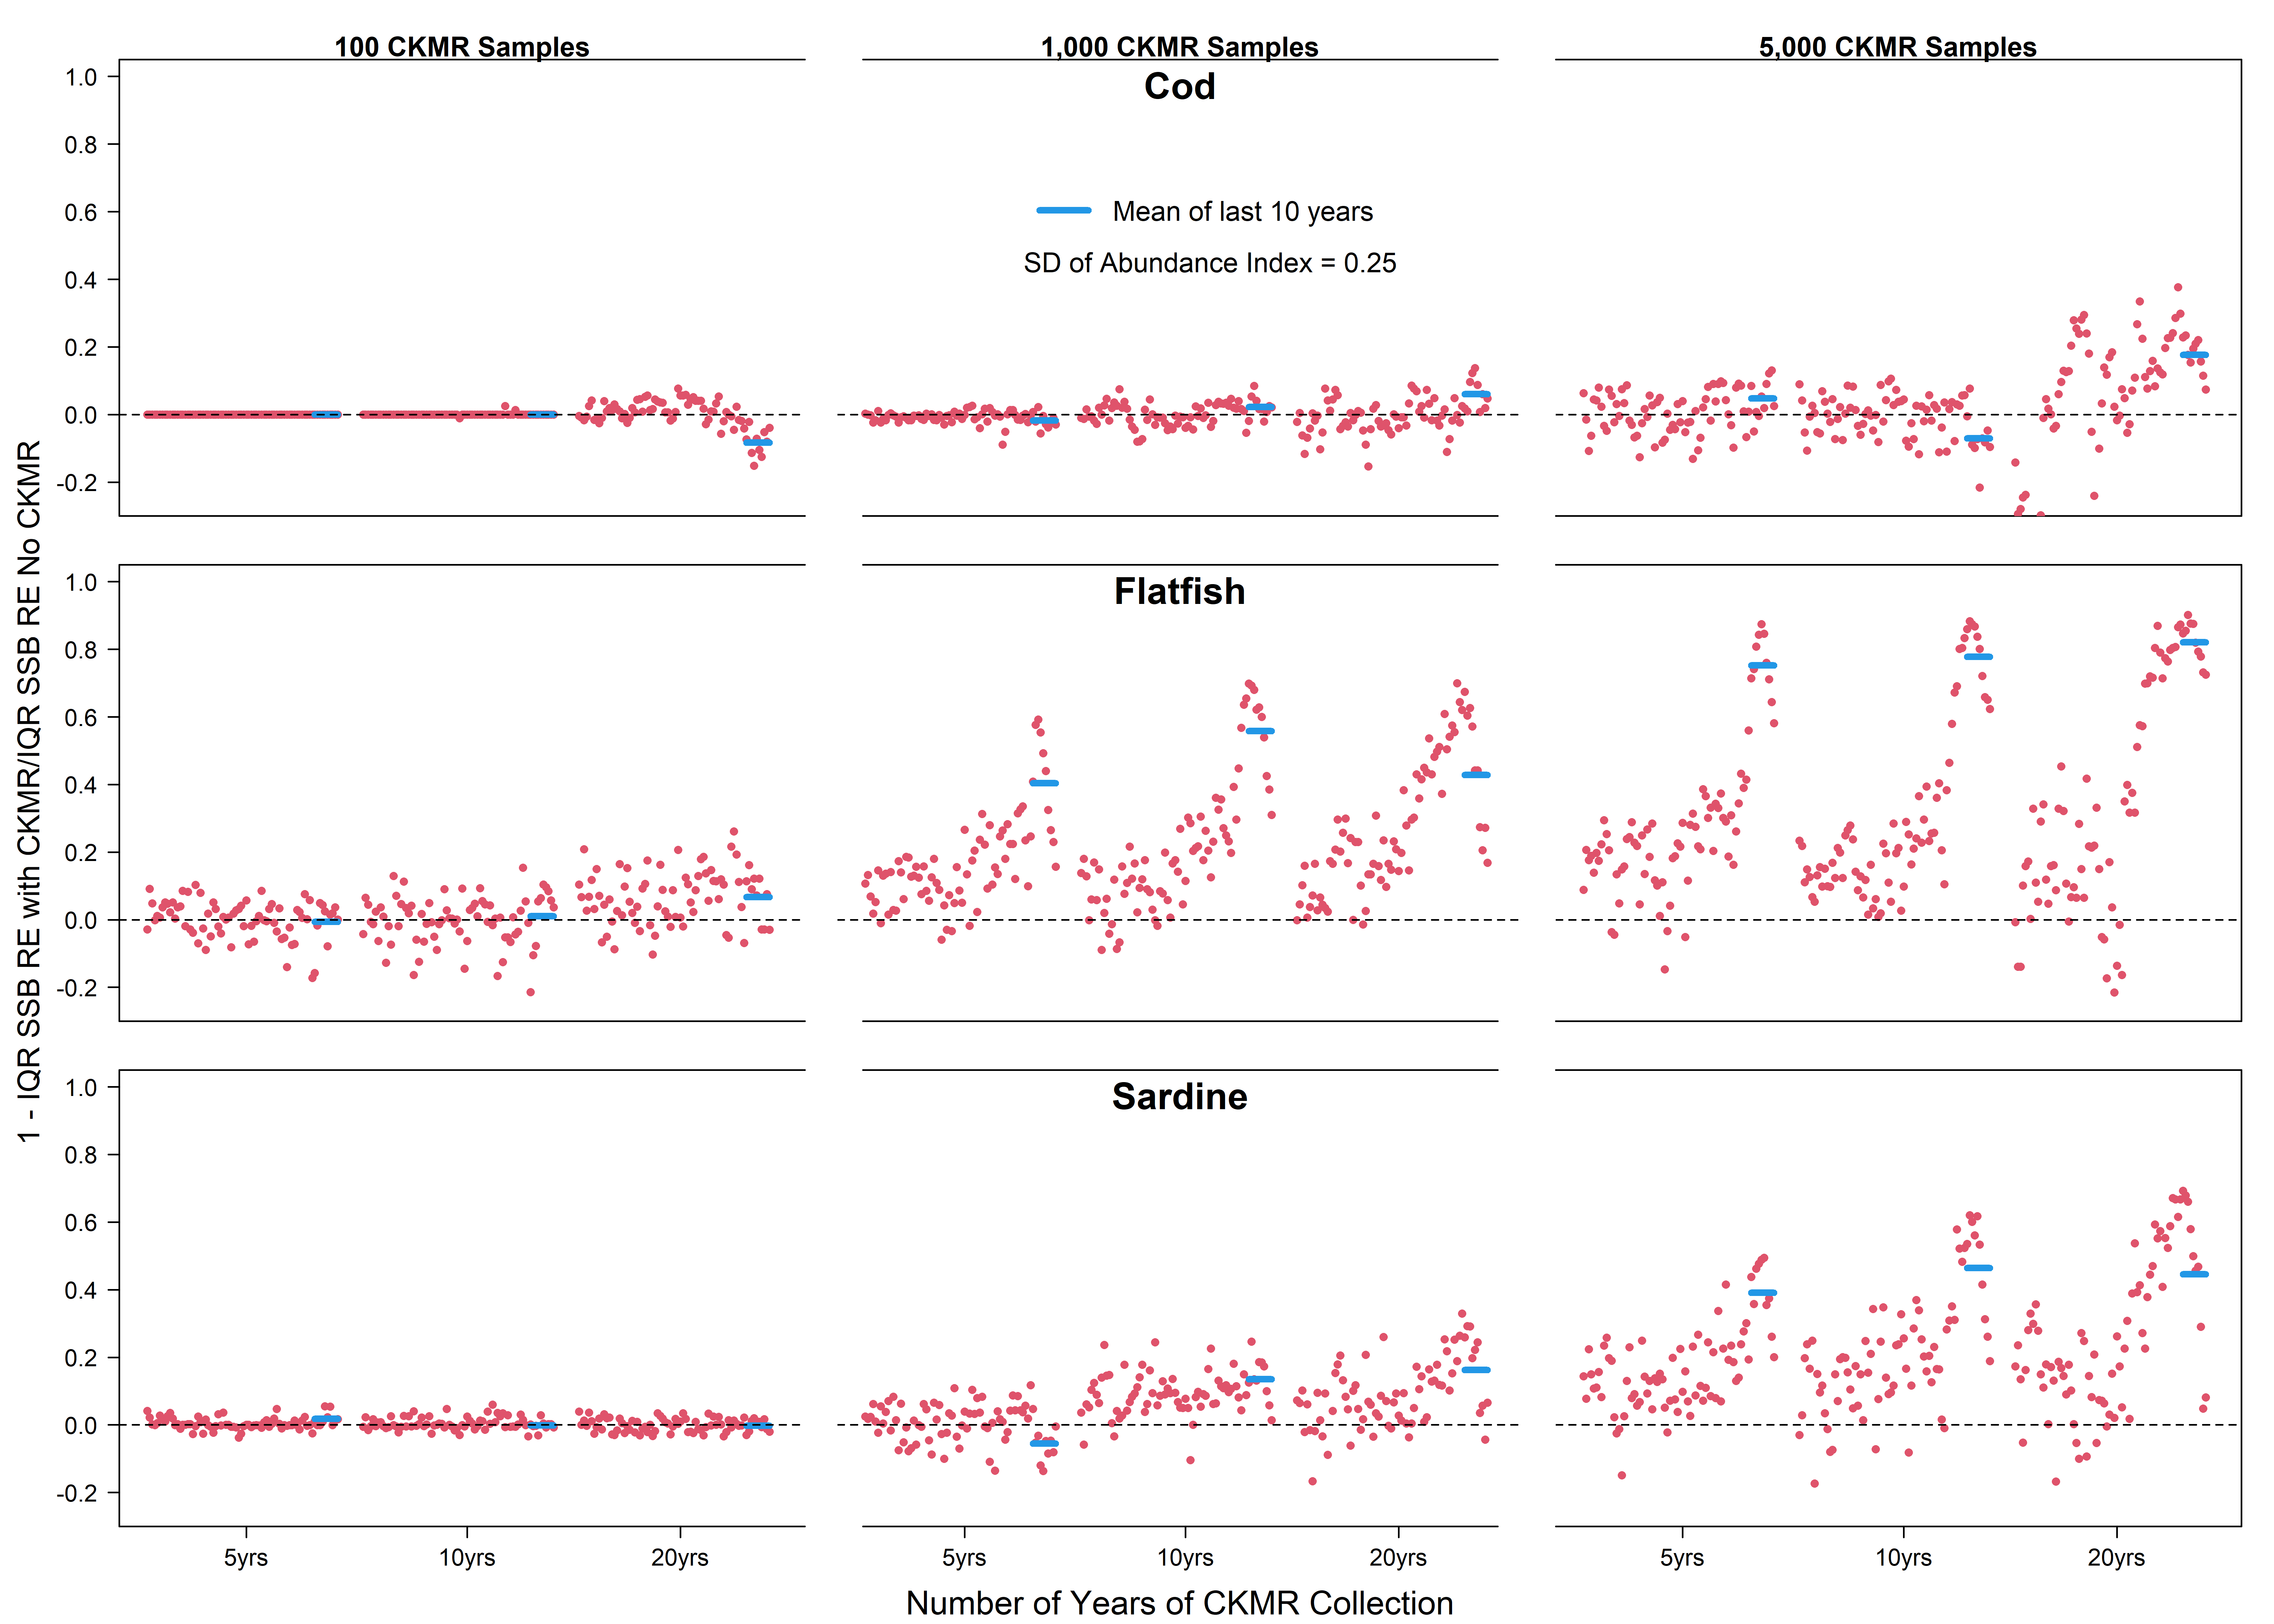 100 CKMR Samples
1,000 CKMR Samples
5,000 CKMR Samples
Cod
Mean of last 10 years
SD of Abundance Index = 0.25
1.0
0.8
0.6
0.4
0.2
0.0
-0.2
Flatfish
1.0
0.8
0.6
0.4
0.2
0.0
-0.2
Sardine
1.0
0.8
0.6
0.4
0.2
0.0
-0.2
1 - IQR SSB RE with CKMR/IQR SSB RE No CKMR
5yrs
10yrs
20yrs
5yrs
10yrs
20yrs
5yrs
10yrs
20yrs
Number of Years of CKMR Collection